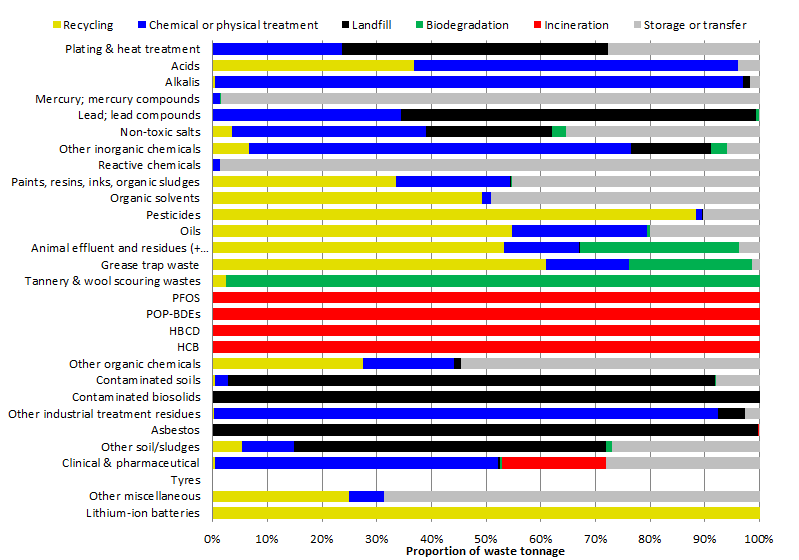 Recycling Chemical or physical treatment Landfill Biodegradation Incineration Storage or transfer
Plating & heat treatment
Acids
Alkalis
Mercury; mercury compounds
Lead; lead compounds
Non-toxic salts
Other inorganic chemicals
Reactive chemicals
Paints, resins, inks, organic sludges
Organic solvents
Pesticides
Oils
Animal effluent and residues (+...
Grease trap waste
Tannery & wool scouring wastes
PFOS
POP-BDEs
HBCD
HCB
Other organic chemicals
Contaminated soils
Contaminated biosolids
Other industrial treatment residues
Asbestos
Other soil/sludges
Clinical & pharmaceutical
Tyres
Other miscellaneous
Lithium-ion batteries
0% 10% 20% 30% 40% 50% 60% 70% 80% 90% 100%
Proportion of waste tonnage